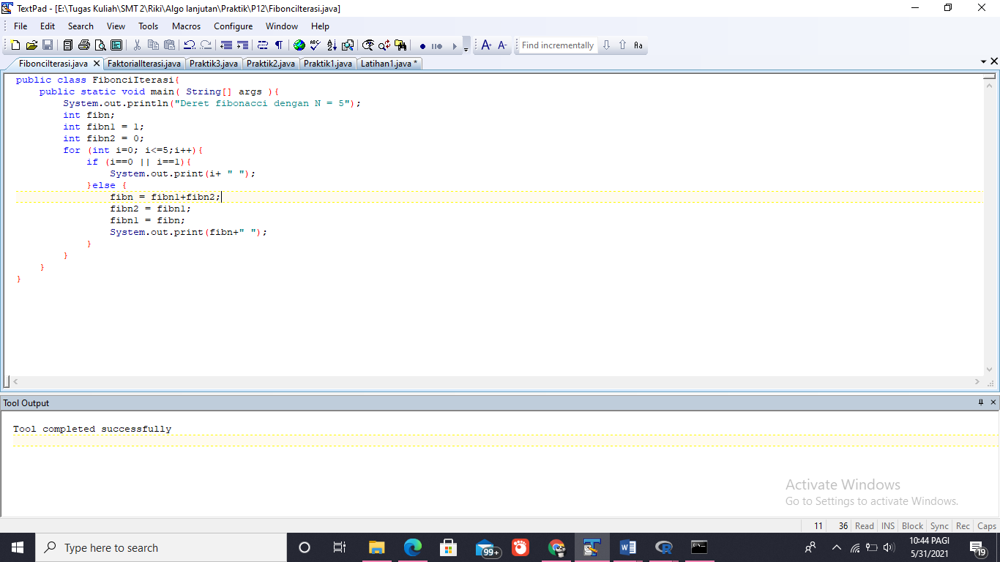 TextPad - [E:\Tugas Kuliah\SMT 2\Riki\Algo lanjutan\Praktik\P12\FibonciIterasi.java]
File Edit Search View Tools Macros Configure Window Help
Find incrementally
FibonciIterasi.java FaktorialIterasi.java Praktik3.java Praktik2.java Praktik1.java Latihan1.java *
public class FibonciIterasi{
public static void main( String[] args ){
System.out.println("Deret fibonacci dengan N = 5");
int fibn;
int fibn1 = 1;
int fibn2 = 0;
for (int i=0; i<=5;i++){
if (i==0 || i==1){
System.out.print(i+ " ");
}else {
fibn = fibn1+fibn2;
fibn2 = fibn1;
fibn1 = fibn;
System.out.print(fibn+" ");
}
}
}
}
Tool Output
Tool completed successfully
Activate Windows
Go to Settings to activate Windows.
11 36 Read INS Block Sync Rec Caps
Type here to search
99+
10:44 PAGI
5/31/2021
19